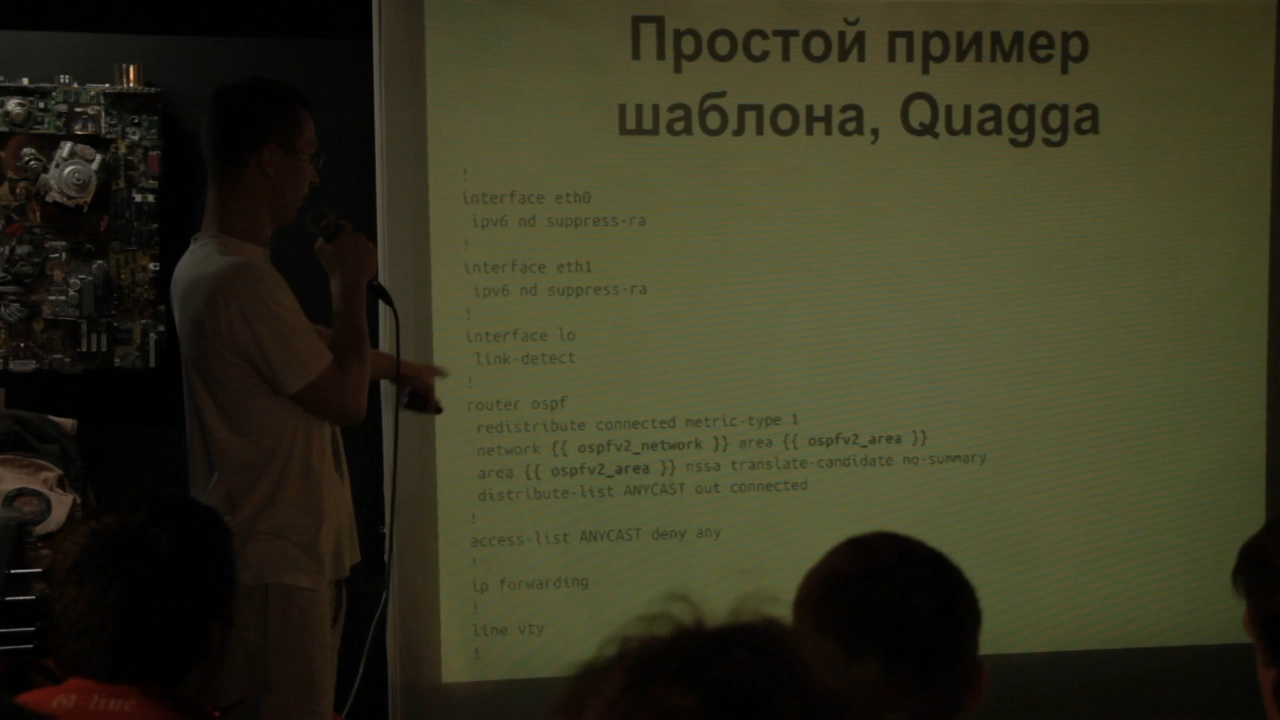 Простой пример
шаблона, Quagga
!
interface eth0
ipv6 nd suppress-ra
!
interface eth1
ipv6 nd suppress-ra
!
interface lo
link-detect
!
router ospf
redistribute connected metric-type 1
network {{ ospfv2_network }} area {{ ospfv2_area }}
area {{ ospfv2_area }} nssa translate-candidate no-summary
distribute-list ANYCAST out connected
!
access-list ANYCAST deny any
!
ip forwarding
!
line vty
!